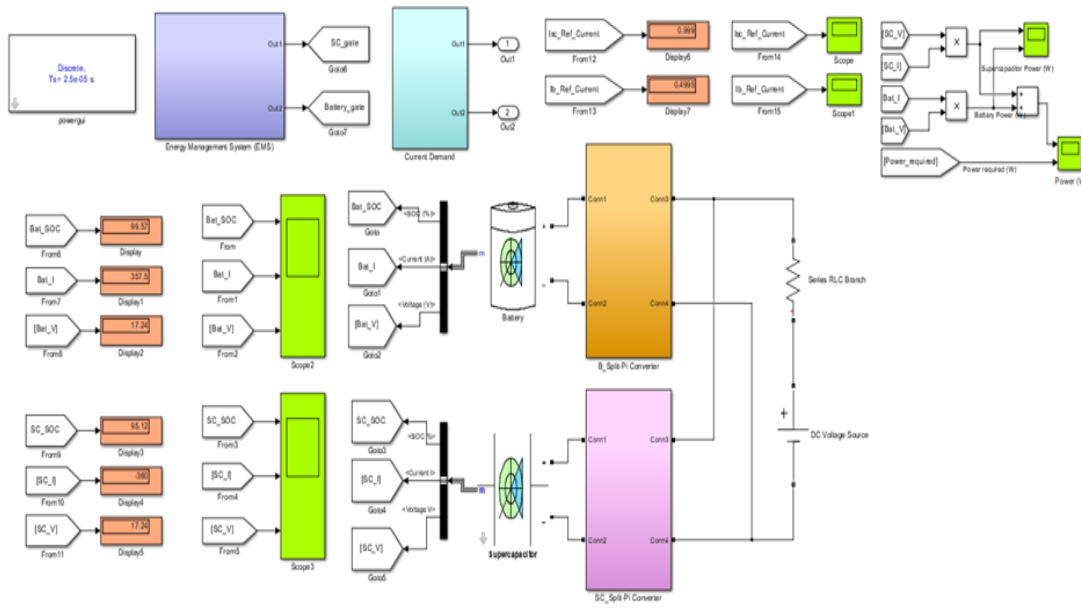 Discrete,
Ts = 2.5e-05 s.
powergui
Out1
Out2
Energy Management System (EMS)
SC_gate
Goto6
Battery_gate
Goto7
Out1
Out2
Current Demand
1
Out1
2
Out2
Isc_Ref_Current
From12
0.999
Display6
Ib_Ref_Current
From13
0.4995
Display7
Isc_Ref_Current
From14
Scope
Ib_Ref_Current
From15
Scope1
[SC_V]
[SC_I]
X
Supercapacitor Power (W)
Bat_I
[Bat_V]
X
Battery Power (W)
[Power_required]
Power required (W)
Power (W
Bat_SOC
From6
99.57
Display
Bat_I
From7
357.5
Display1
[Bat_V]
From8
17.24
Display2
Bat_SOC
From
Bat_I
From1
[Bat_V]
From2
Scope2
Bat_SOC
<SOC (%)>
Goto
Bat_I
<Current (A)>
Goto1
<Voltage (V)>
[Bat_V]
Goto2
m
+
−
Battery
Conn1
Conn2
Conn3
Conn4
B_Split-Pi Converter
Series RLC Branch
+
DC Voltage Source
SC_SOC
From9
95.12
Display3
[SC_I]
From10
-360
Display4
[SC_V]
From11
17.24
Display5
SC_SOC
From3
[SC_I]
From4
[SC_V]
From5
Scope3
SC_SOC
<SOC %>
Goto3
[SC_I]
<Current I>
Goto4
<Voltage V>
[SC_V]
Goto5
m
+
−
Supercapacitor
Conn1
Conn2
Conn3
Conn4
SC_Split-Pi Converter